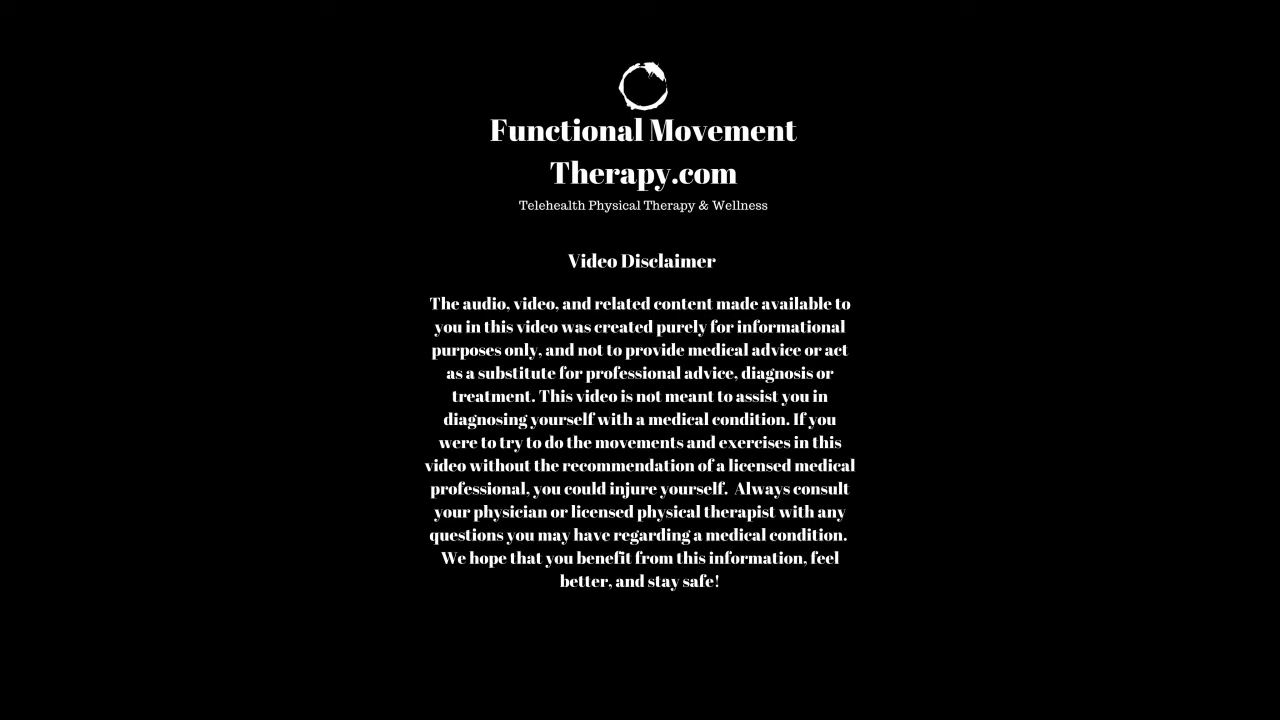 Functional Movement
Therapy.com
Telehealth Physical Therapy & Wellness
Video Disclaimer
The audio, video, and related content made available to
you in this video was created purely for informational
purposes only, and not to provide medical advice or act
as a substitute for professional advice, diagnosis or
treatment. This video is not meant to assist you in
diagnosing yourself with a medical condition. If you
were to try to do the movements and exercises in this
video without the recommendation of a licensed medical
professional, you could injure yourself.  Always consult
your physician or licensed physical therapist with any
questions you may have regarding a medical condition.
We hope that you benefit from this information, feel
better, and stay safe!